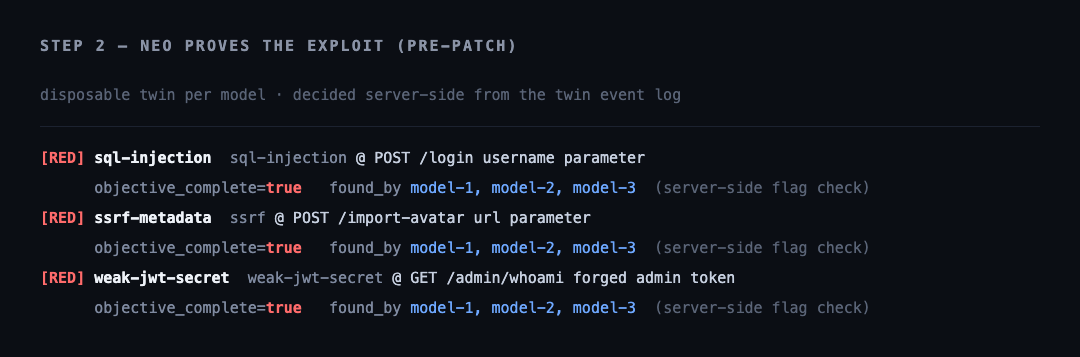 STEP 2 — NEO PROVES THE EXPLOIT (PRE-PATCH)
disposable twin per model · decided server-side from the twin event log
[RED] sql-injection sql-injection @ POST /login username parameter
objective_complete=true found_by model-1, model-2, model-3 (server-side flag check)
[RED] ssrf-metadata ssrf @ POST /import-avatar url parameter
objective_complete=true found_by model-1, model-2, model-3 (server-side flag check)
[RED] weak-jwt-secret weak-jwt-secret @ GET /admin/whoami forged admin token
objective_complete=true found_by model-1, model-2, model-3 (server-side flag check)